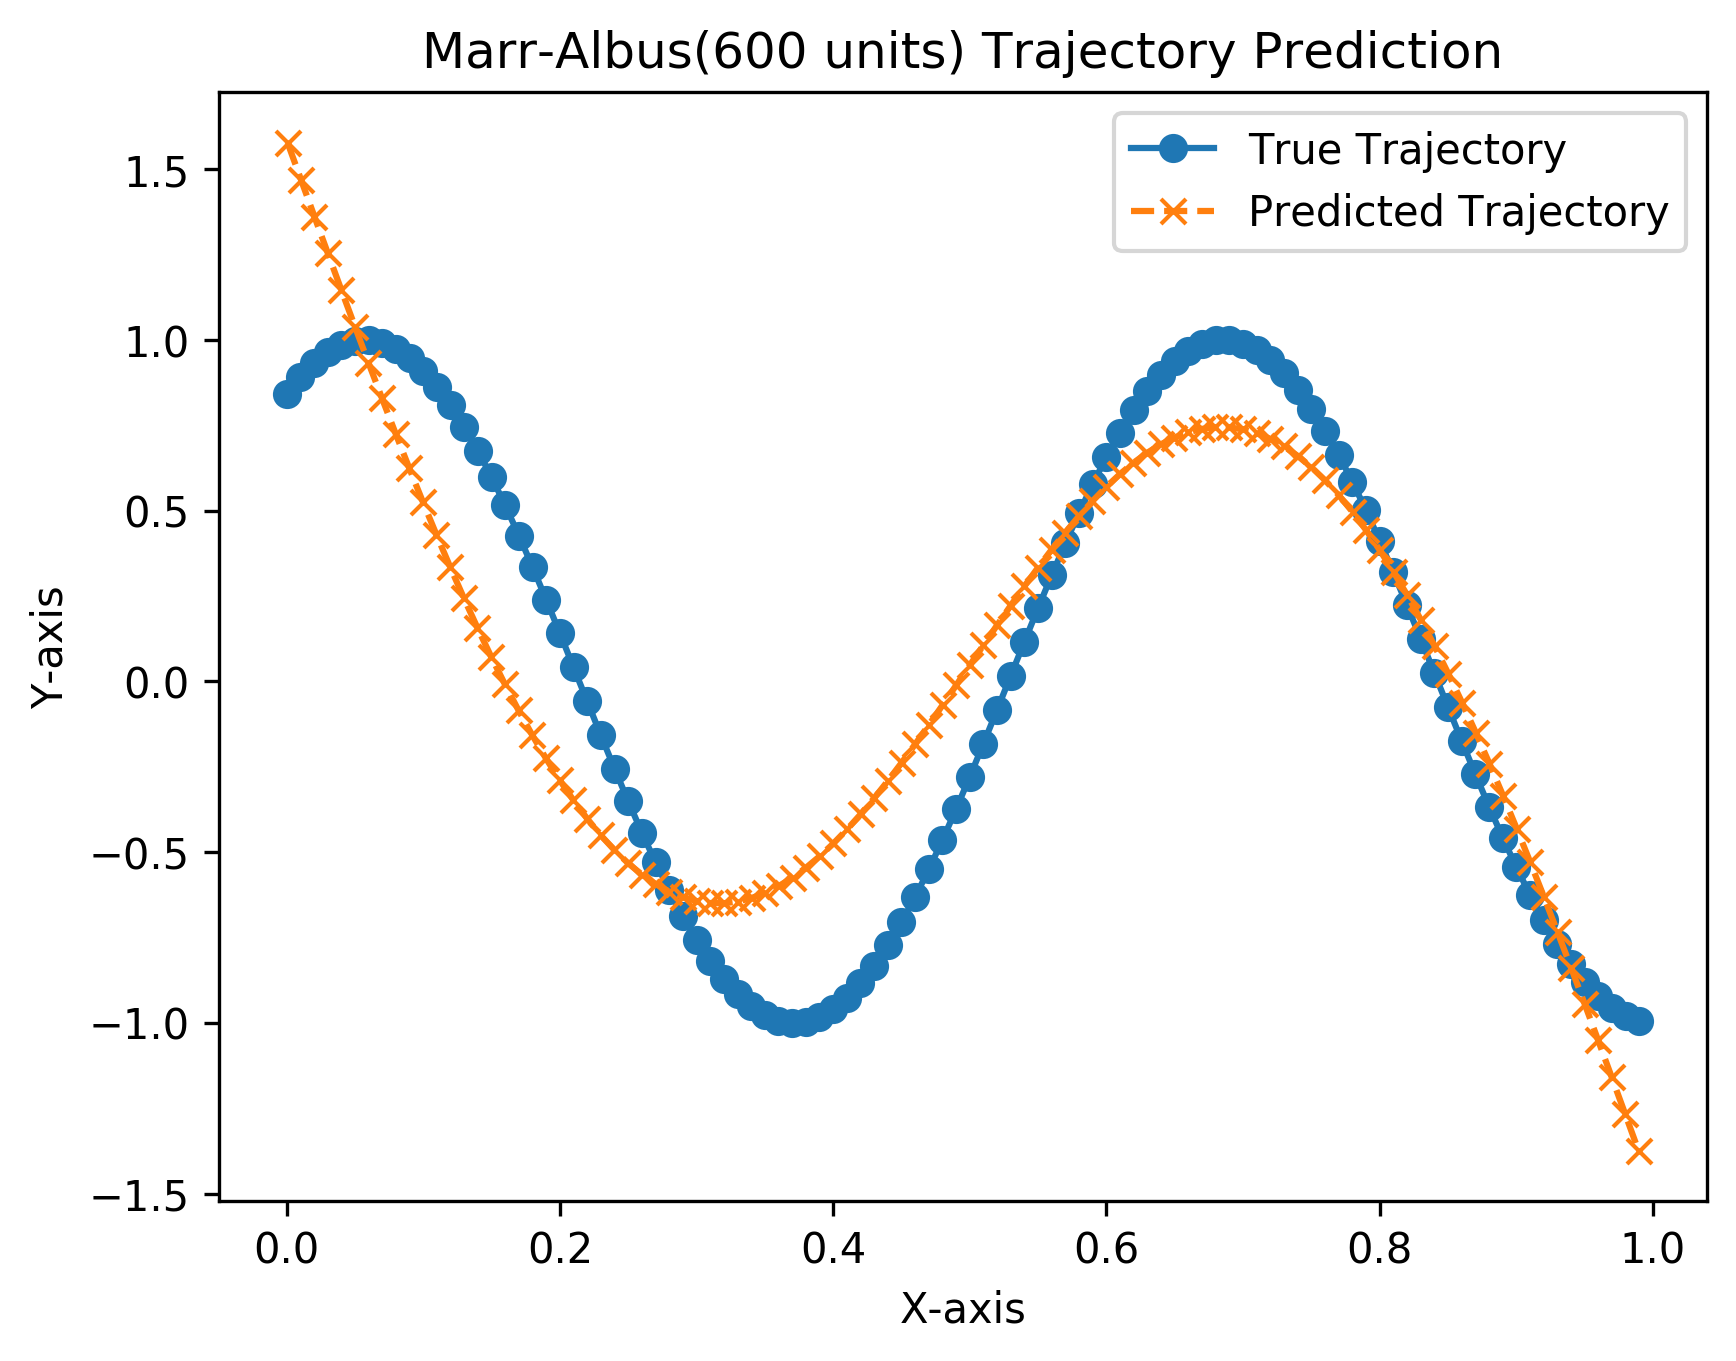 Marr-Albus(600 units) Trajectory Prediction
True Trajectory
Predicted Trajectory
Y-axis
1.5
1.0
0.5
0.0
−0.5
−1.0
−1.5
0.0 0.2 0.4 0.6 0.8 1.0
X-axis